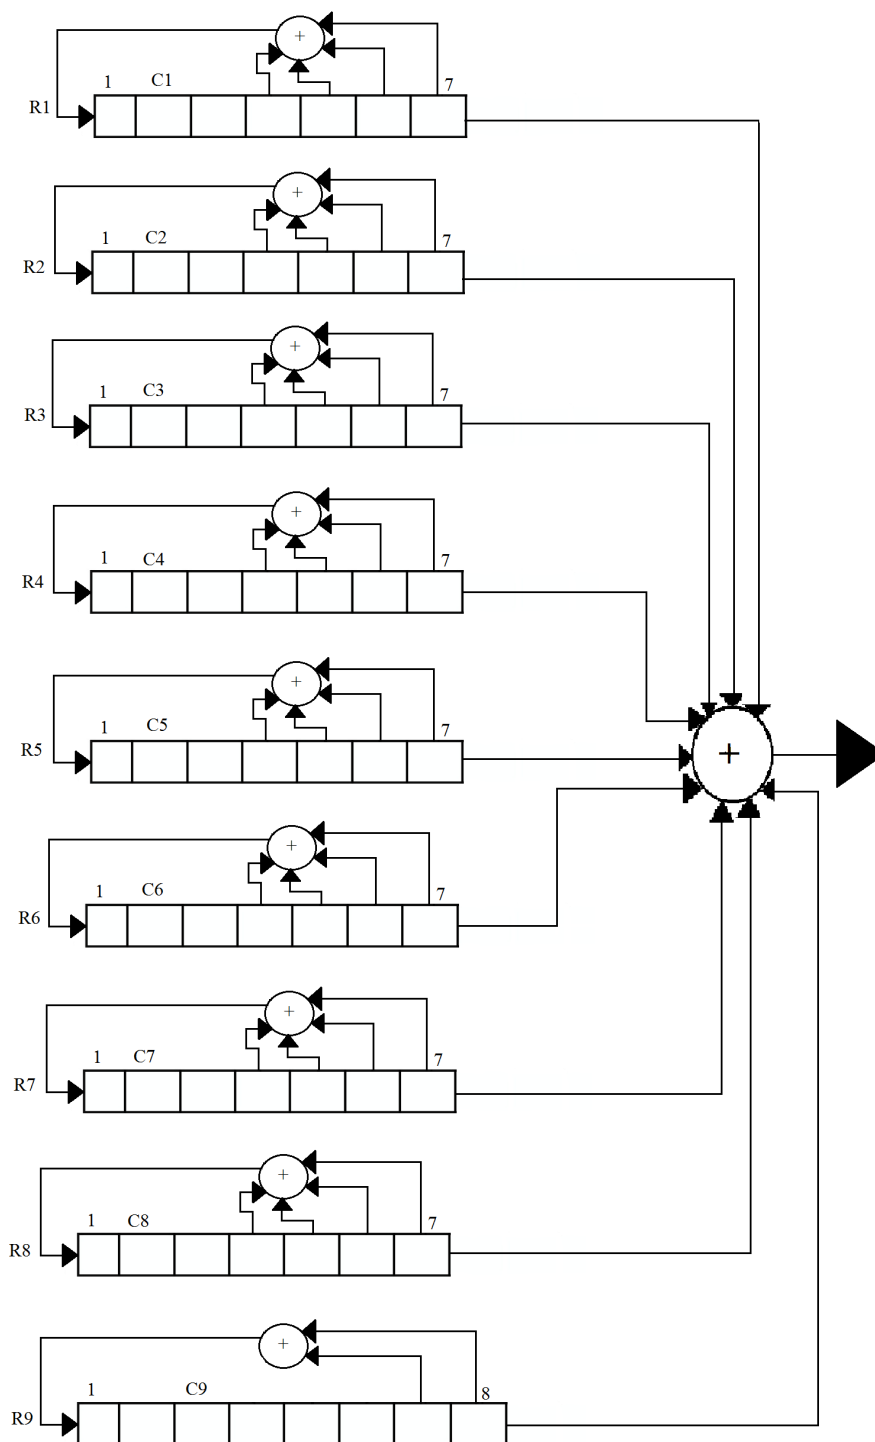 +
1 C1 7
R1
+
1 C2 7
R2
+
1 C3 7
R3
+
1 C4 7
R4
+
1 C5 7
R5
+
+
1 C6 7
R6
+
1 C7 7
R7
+
1 C8 7
R8
+
1 C9 8
R9